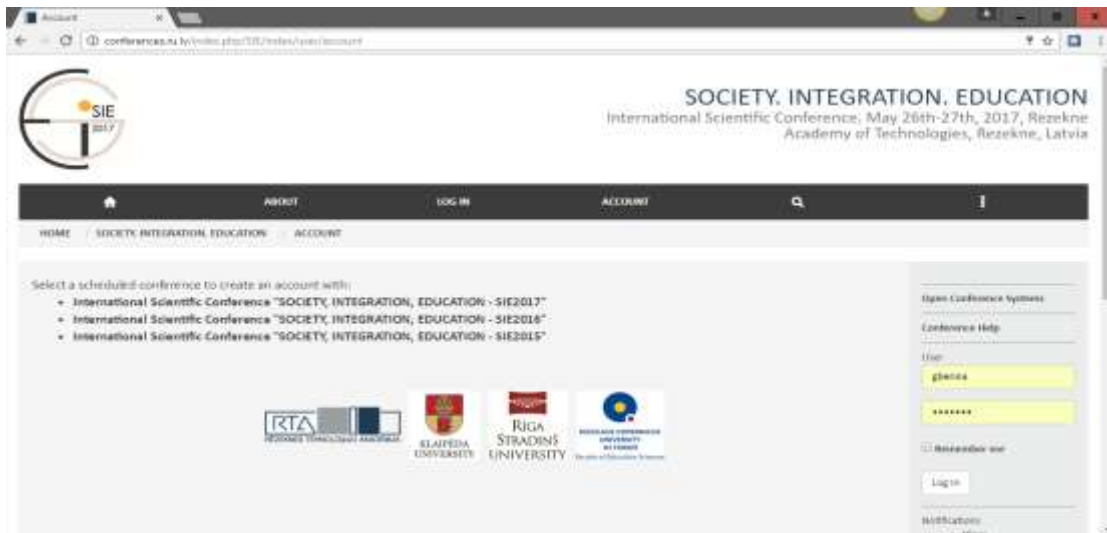 Account
SIE
2017
SOCIETY. INTEGRATION. EDUCATION
International Scientific Conference, May 26th-27th, 2017, Rezekne
Academy of Technologies, Rezekne, Latvia
ABOUT
LOG IN
ACCOUNT
HOME / SOCIETY. INTEGRATION. EDUCATION / ACCOUNT
Select a scheduled conference to create an account with:
• International Scientific Conference "SOCIETY, INTEGRATION, EDUCATION - SIE2017"
• International Scientific Conference "SOCIETY, INTEGRATION, EDUCATION - SIE2016"
• International Scientific Conference "SOCIETY, INTEGRATION, EDUCATION - SIE2015"
RTA
KLAIPĖDA
UNIVERSITY
RĪGA
STRADIŅŠ
UNIVERSITY
Open Conference Systems
Conference Help
User
Remember me
Log in
Notifications